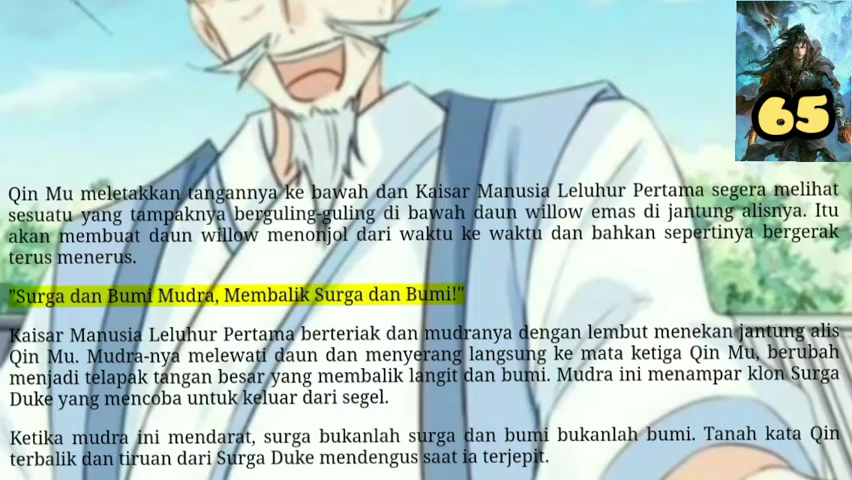 65
Qin Mu meletakkan tangannya ke bawah dan Kaisar Manusia Leluhur Pertama segera melihat
sesuatu yang tampaknya berguling-guling di bawah daun willow emas di jantung alisnya. Itu
akan membuat daun willow menonjol dari waktu ke waktu dan bahkan sepertinya bergerak
terus menerus.
"Surga dan Bumi Mudra, Membalik Surga dan Bumi!"
Kaisar Manusia Leluhur Pertama berteriak dan mudranya dengan lembut menekan jantung alis
Qin Mu. Mudra-nya melewati daun dan menyerang langsung ke mata ketiga Qin Mu, berubah
menjadi telapak tangan besar yang membalik langit dan bumi. Mudra ini menampar klon Surga
Duke yang mencoba untuk keluar dari segel.
Ketika mudra ini mendarat, surga bukanlah surga dan bumi bukanlah bumi. Tanah kata Qin
terbalik dan tiruan dari Surga Duke mendengus saat ia terjepit.